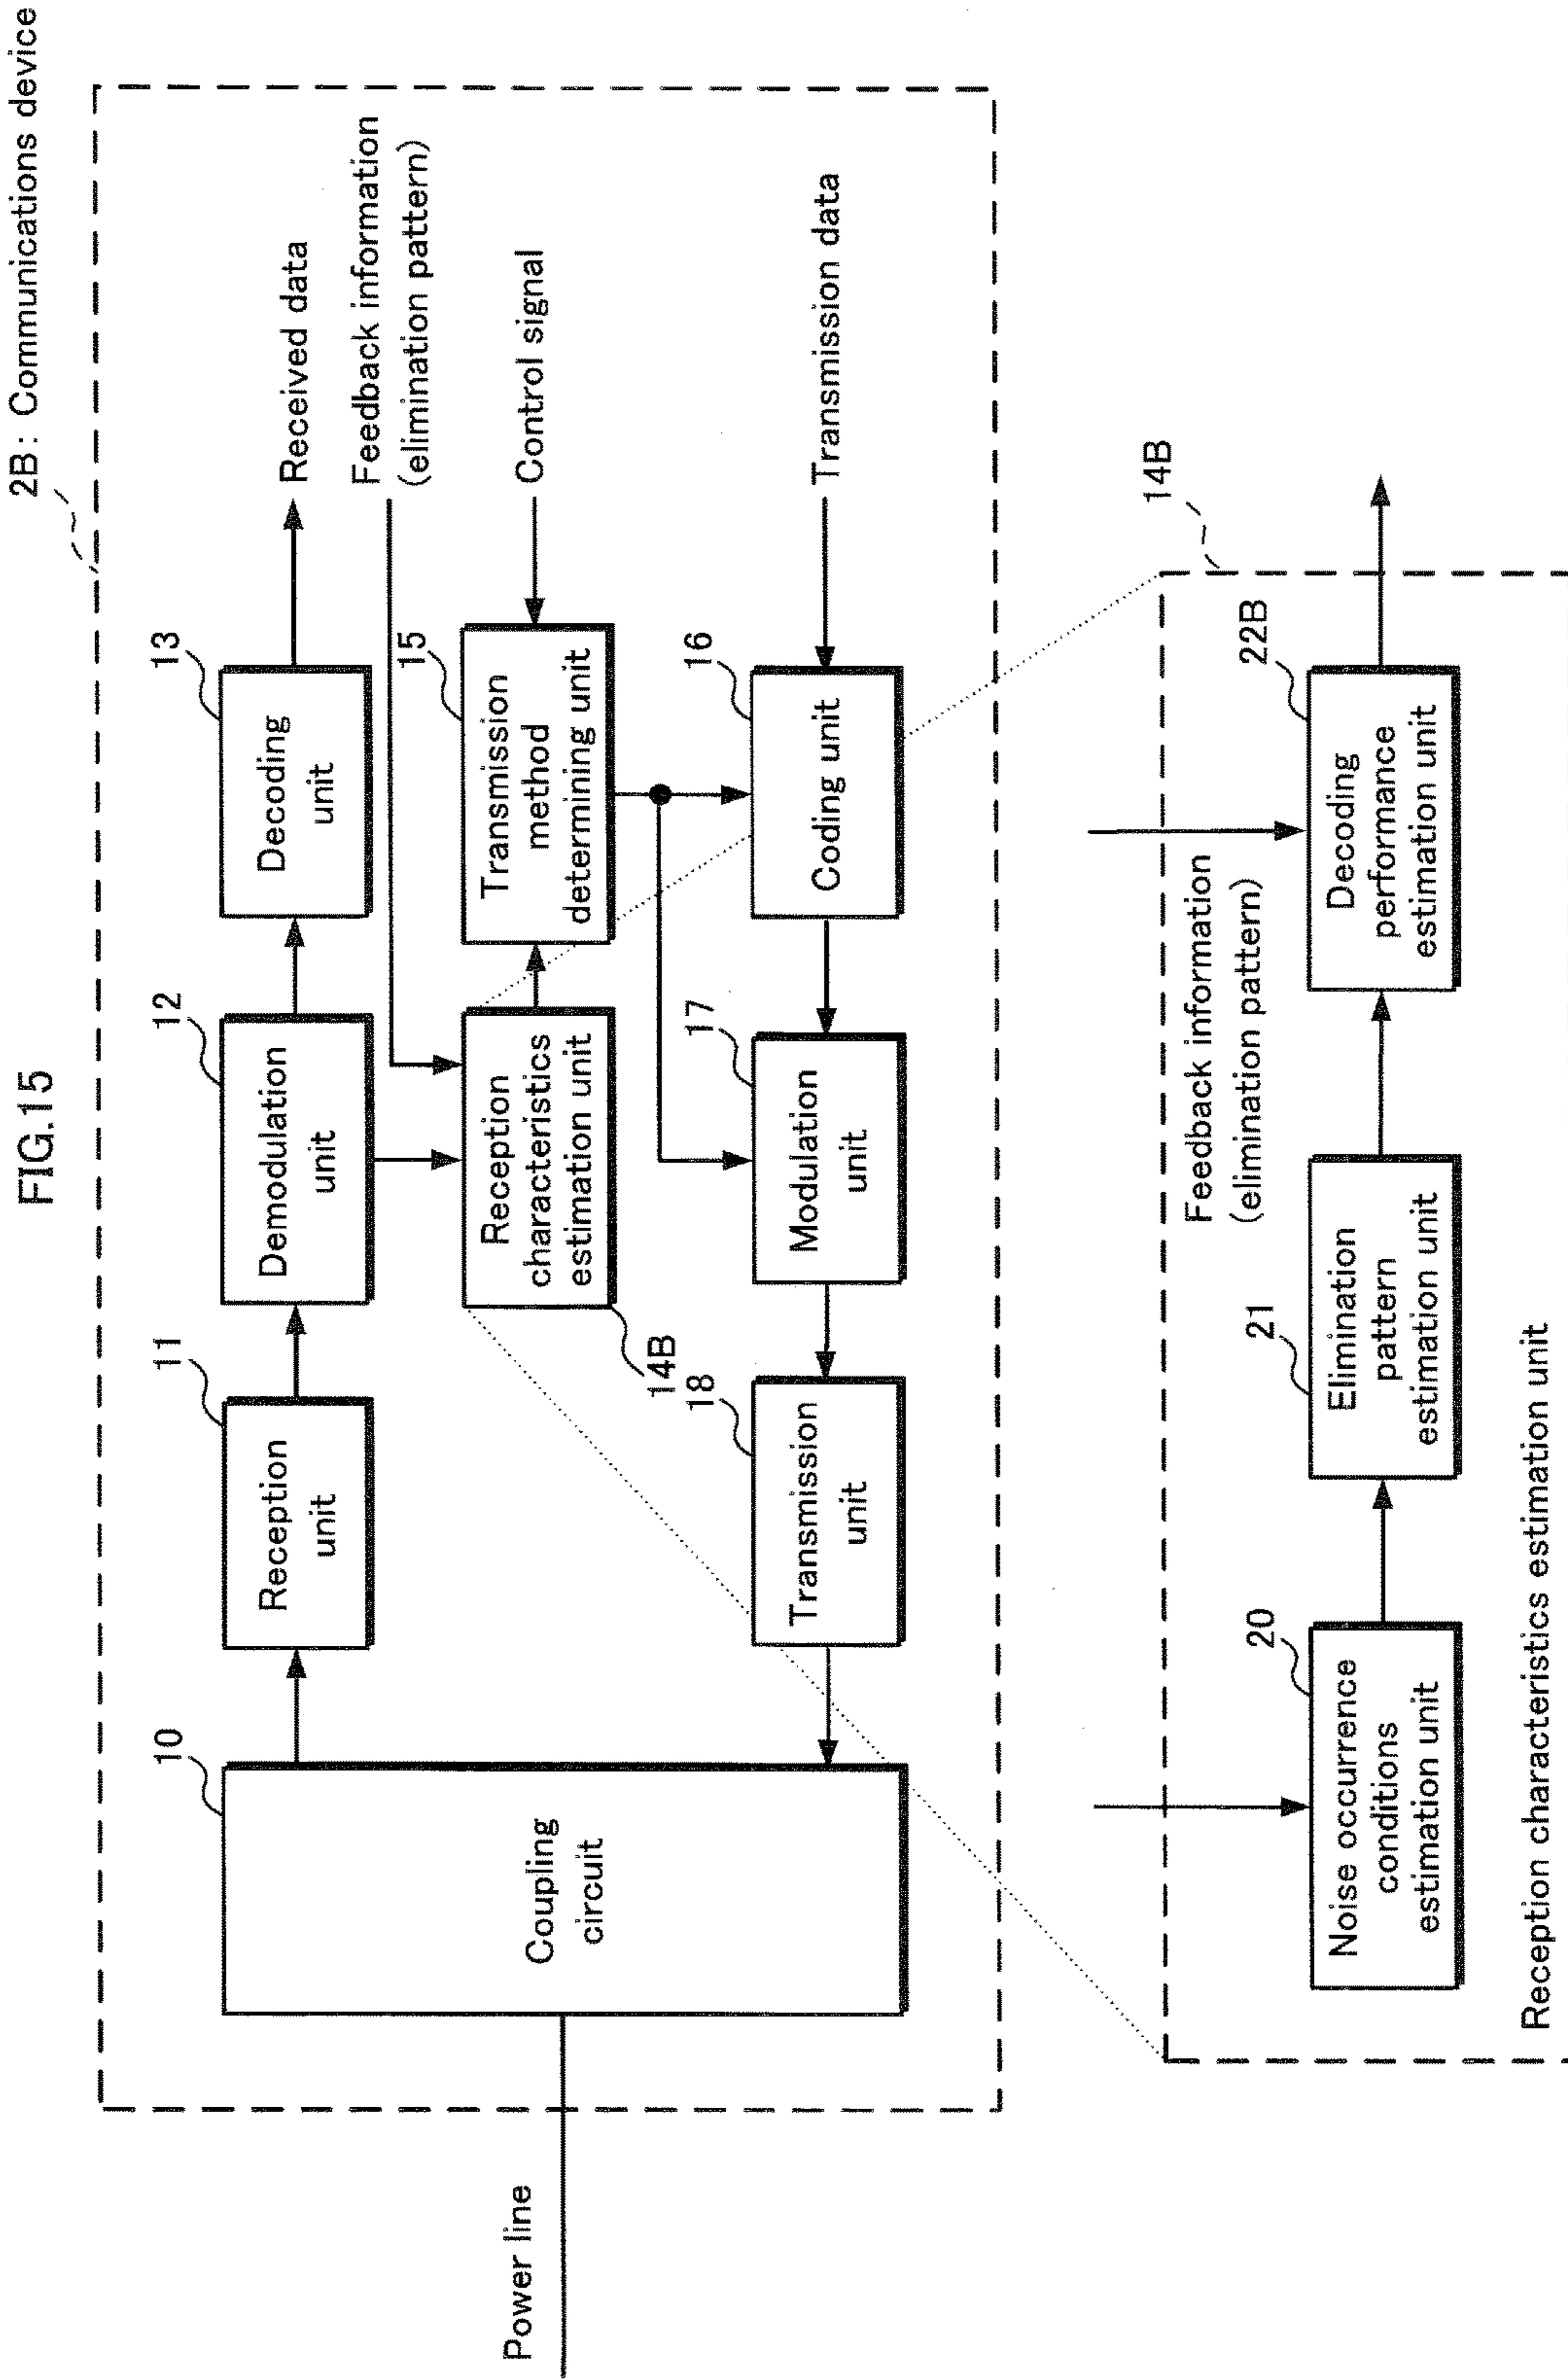 FIG.15
2B: Communications device
10
Coupling
circuit
Power line
11
Reception
unit
12
Demodulation
unit
13
Decoding
unit
Received data
Feedback information
(elimination pattern)
14B
Reception
characteristics
estimation unit
15
Transmission
method
determining unit
Control signal
16
Coding unit
Transmission data
17
Modulation
unit
18
Transmission
unit
14B
20
Noise occurrence
conditions
estimation unit
21
Elimination
pattern
estimation unit
Feedback information
(elimination pattern)
22B
Decoding
performance
estimation unit
Reception characteristics estimation unit